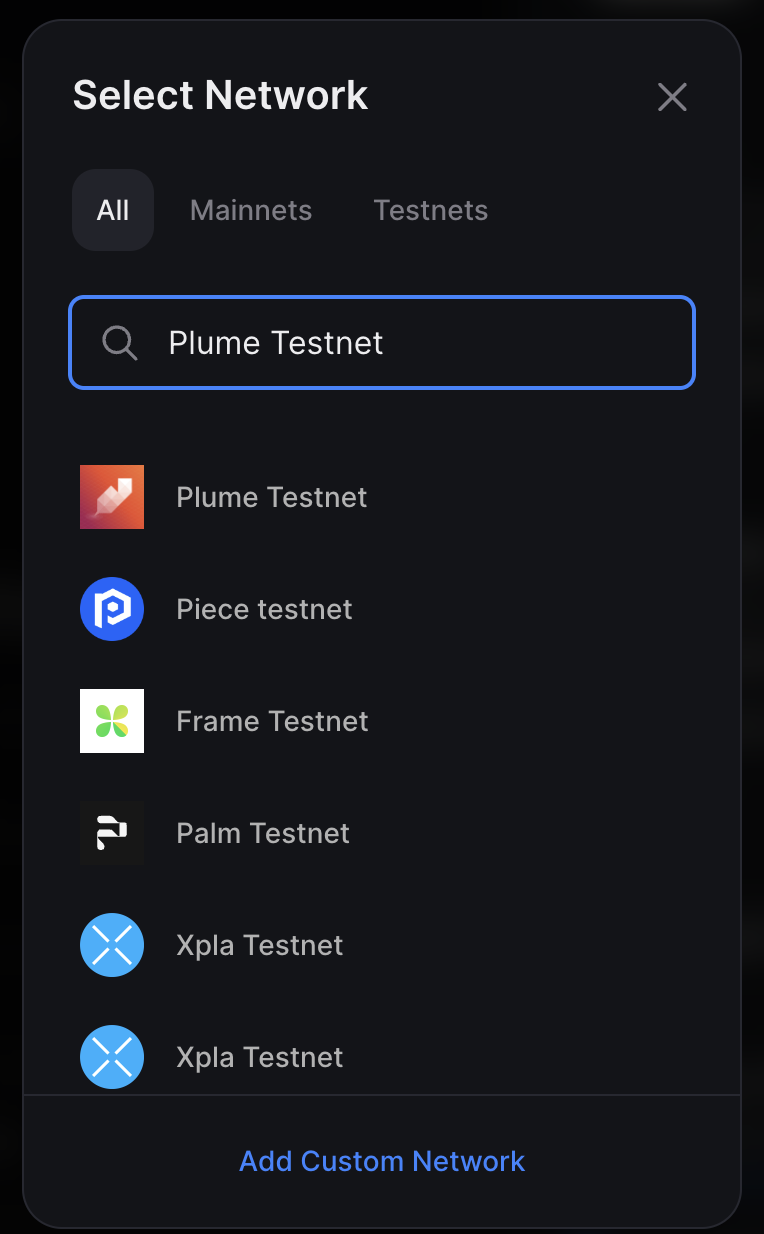 Select Network
All Mainnets Testnets
Plume Testnet
Plume Testnet
Piece testnet
Frame Testnet
Palm Testnet
Xpla Testnet
Xpla Testnet
Add Custom Network